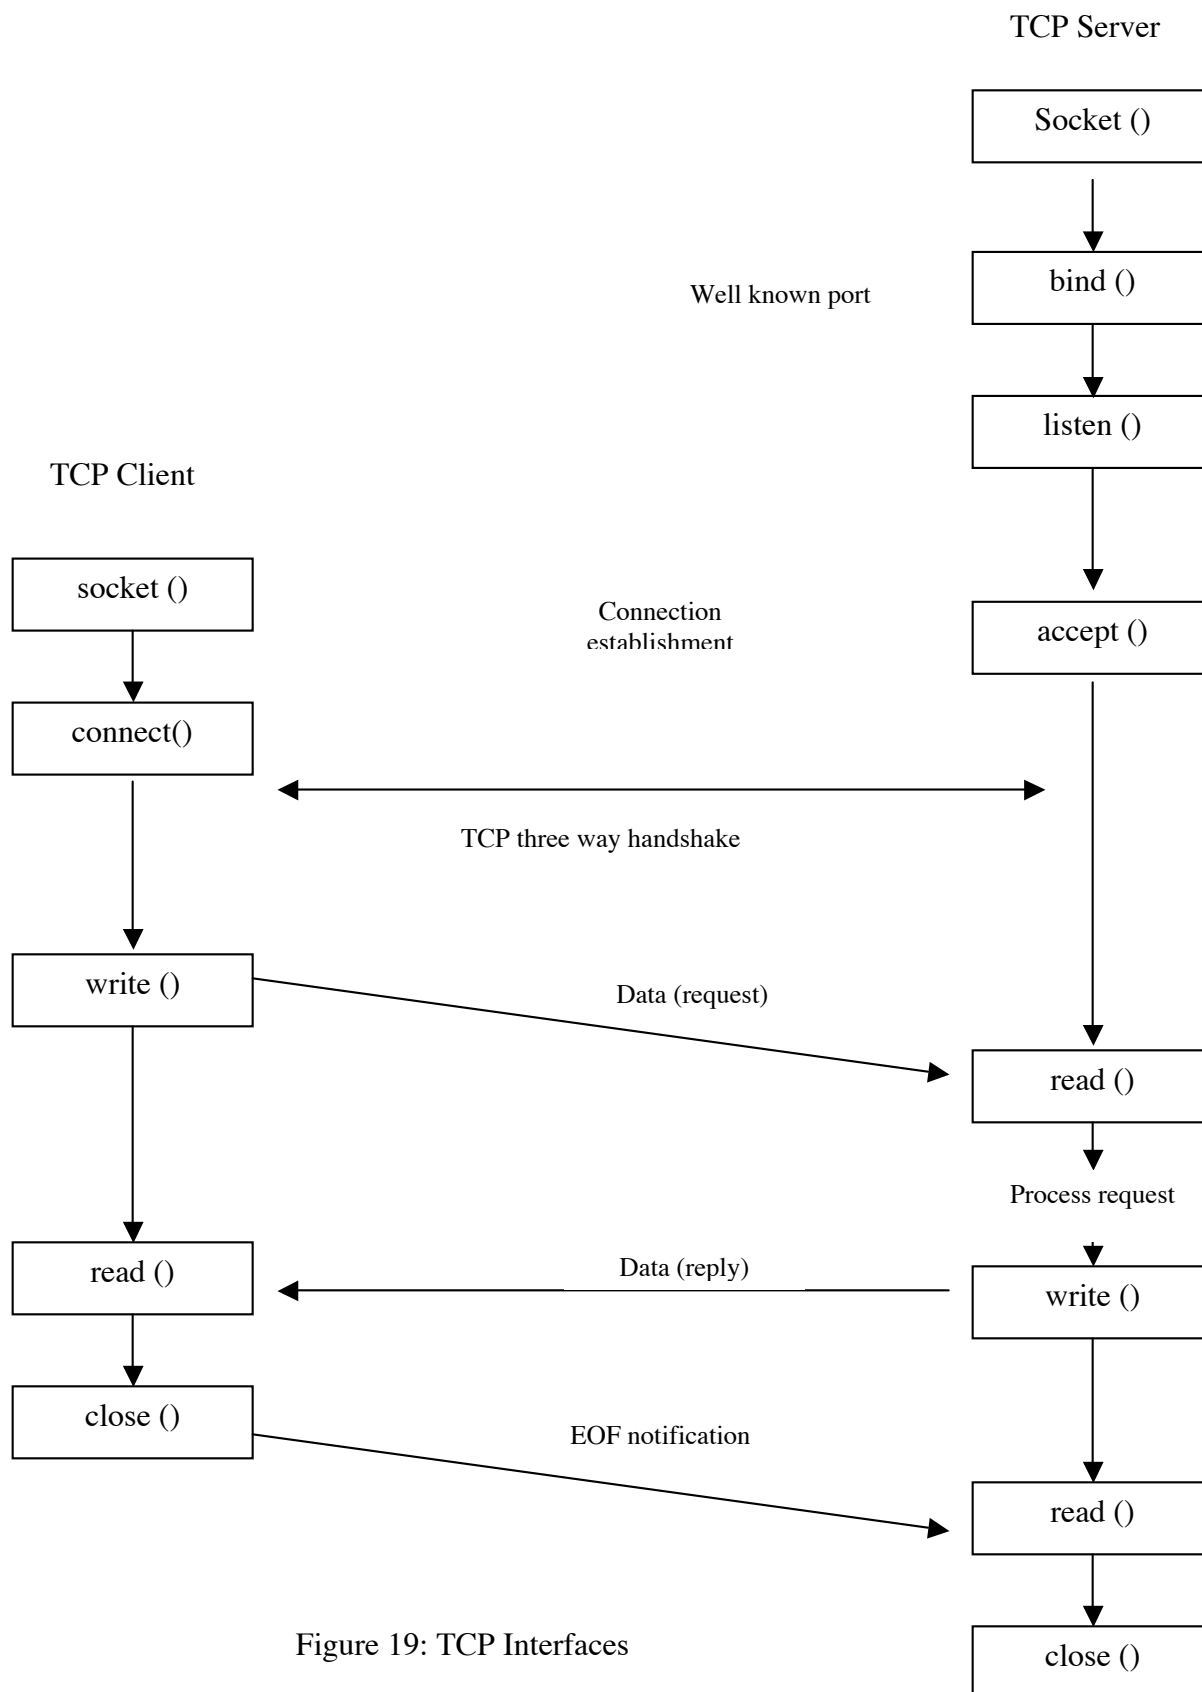 TCP Server
Socket ()
bind ()
Well known port
listen ()
TCP Client
socket ()
Connection
establishment
accept ()
connect()
TCP three way handshake
write ()
Data (request)
read ()
Process request
read ()
Data (reply)
write ()
close ()
EOF notification
read ()
Figure 19: TCP Interfaces
close ()